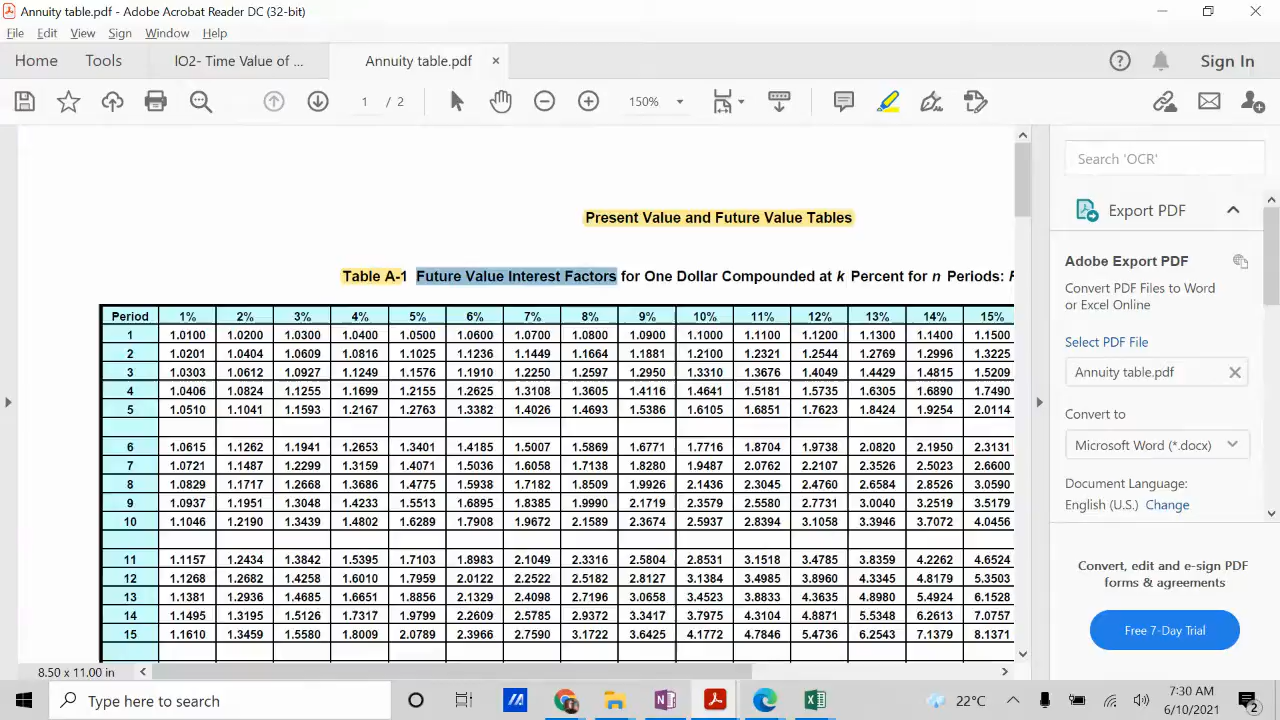 Annuity table.pdf - Adobe Acrobat Reader DC (32-bit)
File Edit View Sign Window Help
Home Tools IO2- Time Value of ... Annuity table.pdf × Sign In
1 / 2 150%
Search 'OCR'
Export PDF
Adobe Export PDF
Convert PDF Files to Word
or Excel Online
Select PDF File
Annuity table.pdf
Convert to
Microsoft Word (*.docx)
Document Language:
English (U.S.) Change
Convert, edit and e-sign PDF
forms & agreements
Free 7-Day Trial
Present Value and Future Value Tables
Table A-1 Future Value Interest Factors for One Dollar Compounded at k Percent for n Periods:
Period 1% 2% 3% 4% 5% 6% 7% 8% 9% 10% 11% 12% 13% 14% 15%
1 1.0100 1.0200 1.0300 1.0400 1.0500 1.0600 1.0700 1.0800 1.0900 1.1000 1.1100 1.1200 1.1300 1.1400 1.1500
2 1.0201 1.0404 1.0609 1.0816 1.1025 1.1236 1.1449 1.1664 1.1881 1.2100 1.2321 1.2544 1.2769 1.2996 1.3225
3 1.0303 1.0612 1.0927 1.1249 1.1576 1.1910 1.2250 1.2597 1.2950 1.3310 1.3676 1.4049 1.4429 1.4815 1.5209
4 1.0406 1.0824 1.1255 1.1699 1.2155 1.2625 1.3108 1.3605 1.4116 1.4641 1.5181 1.5735 1.6305 1.6890 1.7490
5 1.0510 1.1041 1.1593 1.2167 1.2763 1.3382 1.4026 1.4693 1.5386 1.6105 1.6851 1.7623 1.8424 1.9254 2.0114
6 1.0615 1.1262 1.1941 1.2653 1.3401 1.4185 1.5007 1.5869 1.6771 1.7716 1.8704 1.9738 2.0820 2.1950 2.3131
7 1.0721 1.1487 1.2299 1.3159 1.4071 1.5036 1.6058 1.7138 1.8280 1.9487 2.0762 2.2107 2.3526 2.5023 2.6600
8 1.0829 1.1717 1.2668 1.3686 1.4775 1.5938 1.7182 1.8509 1.9926 2.1436 2.3045 2.4760 2.6584 2.8526 3.0590
9 1.0937 1.1951 1.3048 1.4233 1.5513 1.6895 1.8385 1.9990 2.1719 2.3579 2.5580 2.7731 3.0040 3.2519 3.5179
10 1.1046 1.2190 1.3439 1.4802 1.6289 1.7908 1.9672 2.1589 2.3674 2.5937 2.8394 3.1058 3.3946 3.7072 4.0456
11 1.1157 1.2434 1.3842 1.5395 1.7103 1.8983 2.1049 2.3316 2.5804 2.8531 3.1518 3.4785 3.8359 4.2262 4.6524
12 1.1268 1.2682 1.4258 1.6010 1.7959 2.0122 2.2522 2.5182 2.8127 3.1384 3.4985 3.8960 4.3345 4.8179 5.3503
13 1.1381 1.2936 1.4685 1.6651 1.8856 2.1329 2.4098 2.7196 3.0658 3.4523 3.8833 4.3635 4.8980 5.4924 6.1528
14 1.1495 1.3195 1.5126 1.7317 1.9799 2.2609 2.5785 2.9372 3.3417 3.7975 4.3104 4.8871 5.5348 6.2613 7.0757
15 1.1610 1.3459 1.5580 1.8009 2.0789 2.3966 2.7590 3.1722 3.6425 4.1772 4.7846 5.4736 6.2543 7.1379 8.1371
8.50 x 11.00 in
Type here to search
22°C
7:30 AM
6/10/2021
2